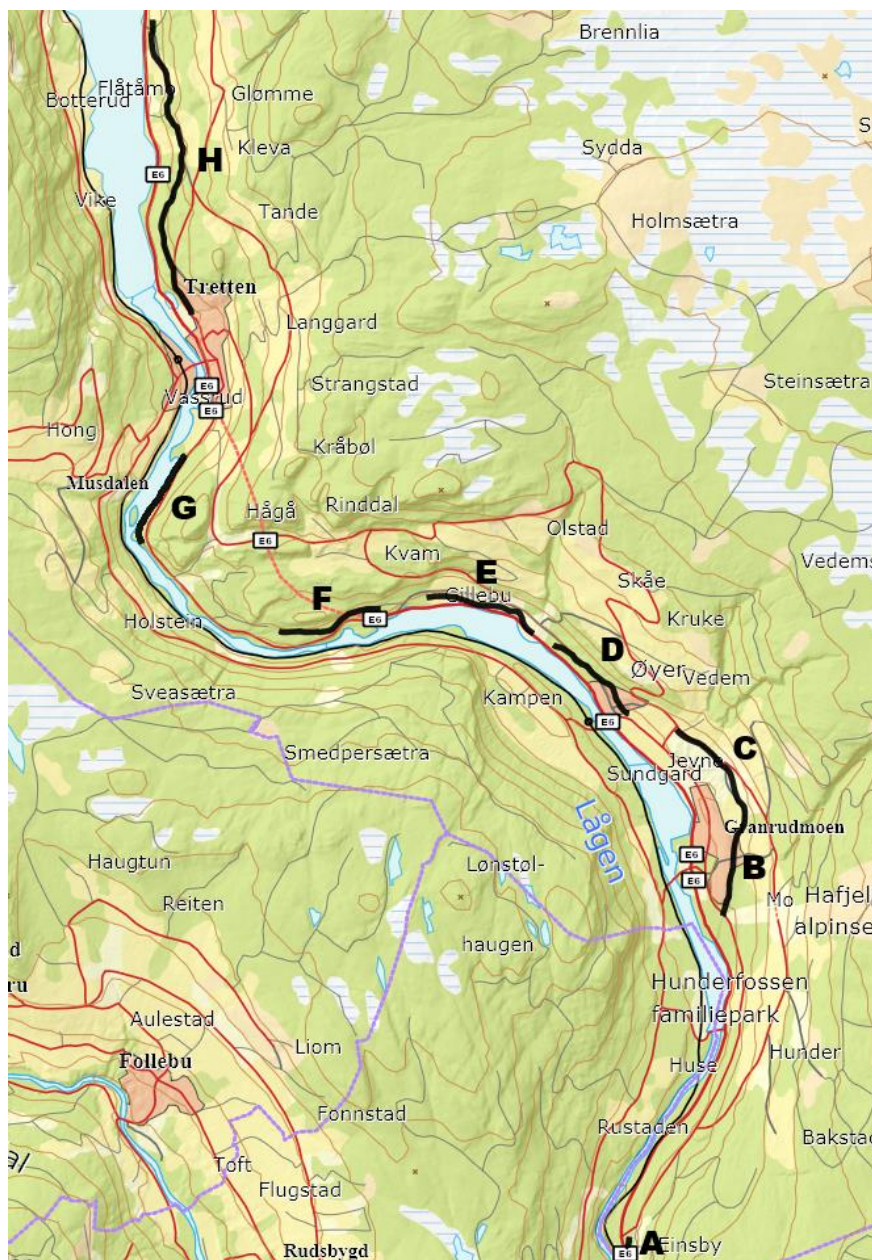 Brennlia
Flåtåmo
Botterud
Glømme
S
Kleva
Sydda
H
E6
Vike
Tande
Holmsætra
Tretten
Langgard
E6
Strangstad
Steinsætra
Vassrud
E6
Hong
Kråbøl
Musdalen
G
Rinddal
Hågå
Olstad
E6
Kvam
Vedems
E
Skåe
F
Gillebu
Kruke
Holstein
E6
D
Øyer
Vedem
Sveasætra
Kampen
E6
Smedpersætra
C
Jevne
Sundgard
Lågen
Granrudmoen
E6
Haugtun
Lønstøl-
B
E6
Mo
Hafjel
Reiten
alpinse
haugen
d
ru
Hunderfossen
familiepark
Aulestad
Liom
Hunder
Follebu
Huse
Fonnstad
Rustaden
Bakstad
al
Toft
Flugstad
A
Einsby
Rudsbygd
E6